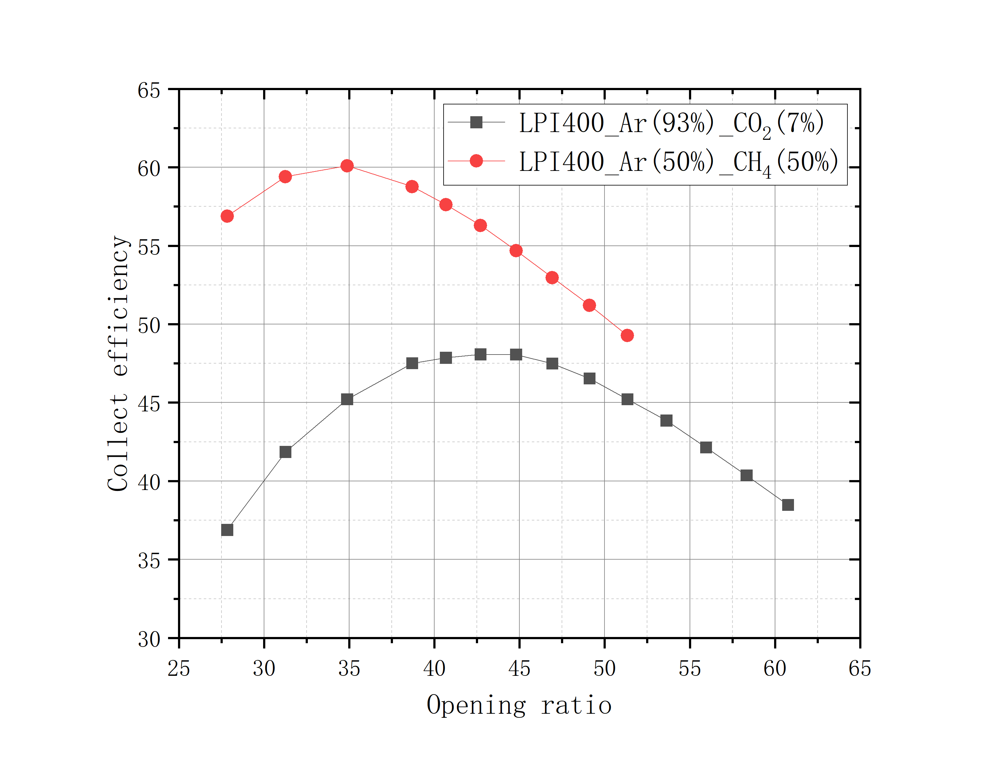 65
60
55
50
45
40
35
30
Collect efficiency
LPI400_Ar(93%)_CO₂(7%)
LPI400_Ar(50%)_CH₄(50%)
25 30 35 40 45 50 55 60 65
Opening ratio